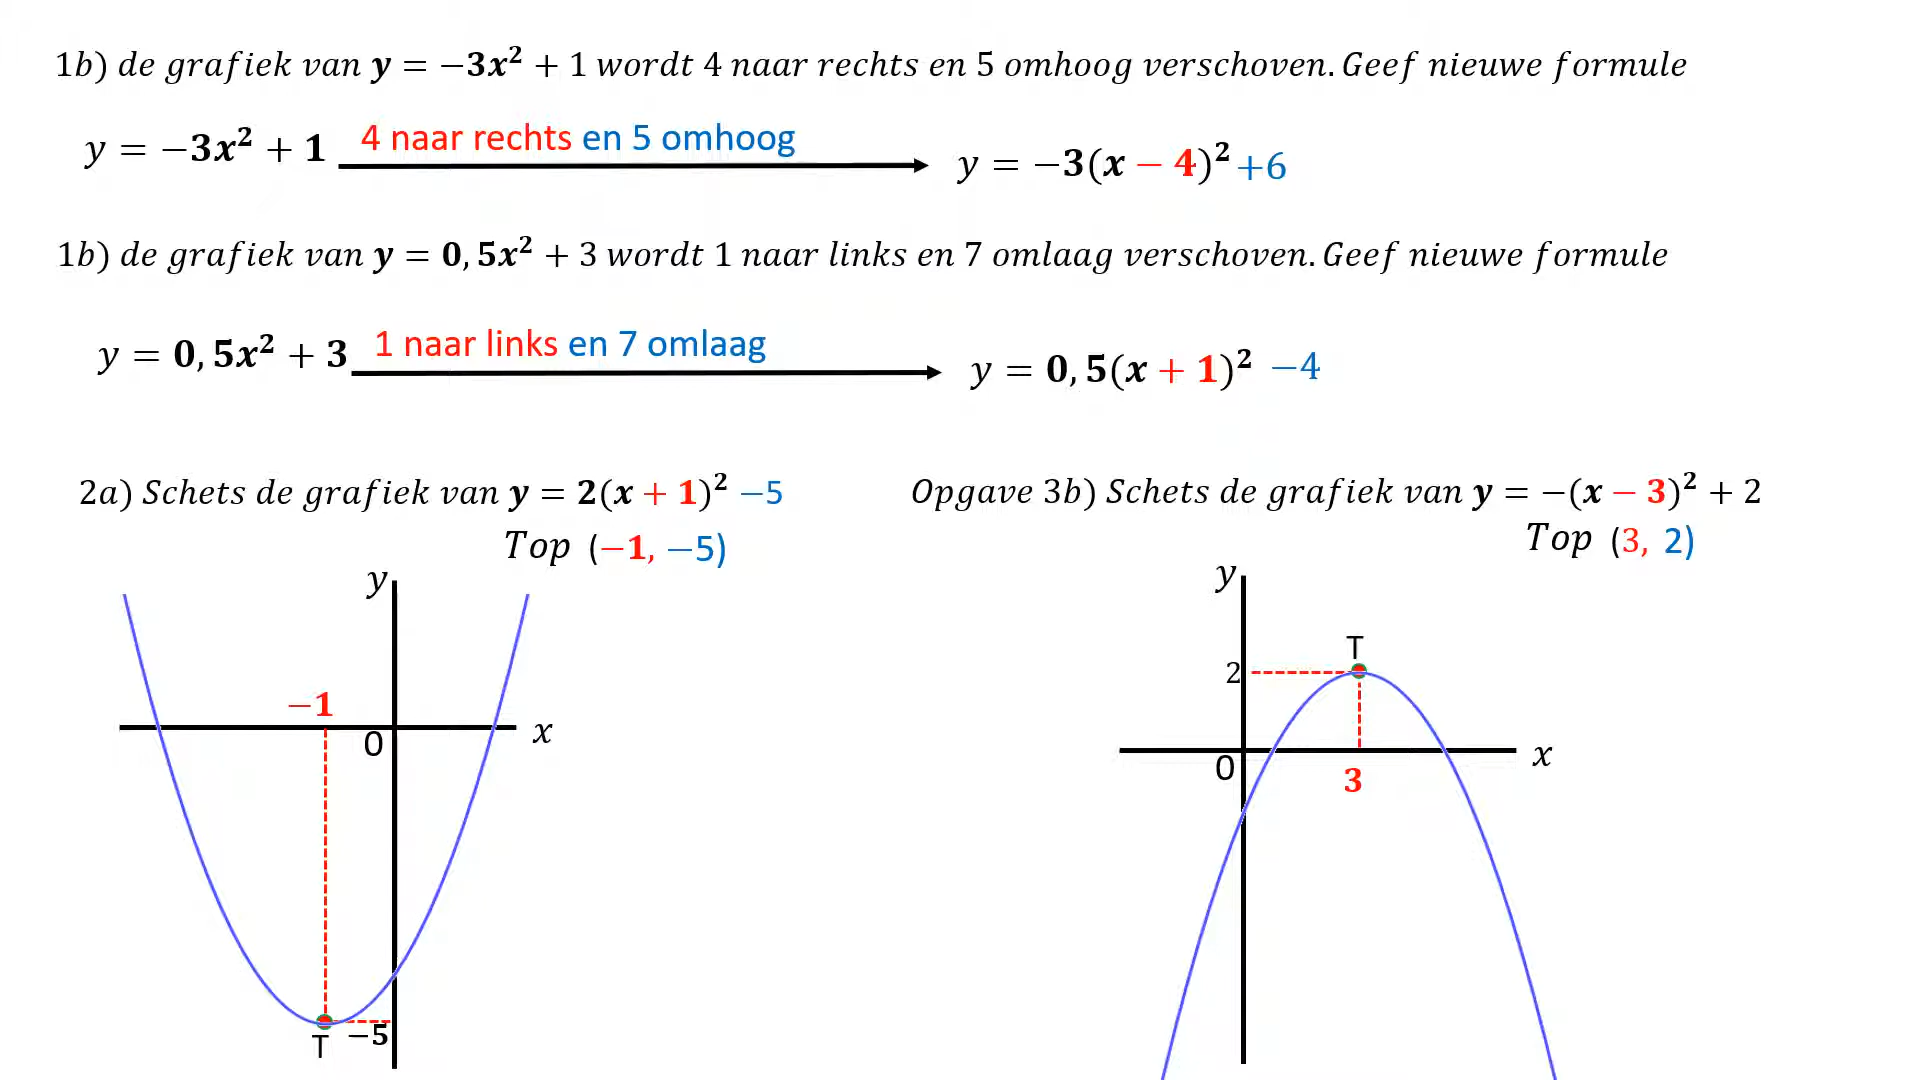 1b) de grafiek van y = −3x² + 1 wordt 4 naar rechts en 5 omhoog verschoven. Geef nieuwe formule
y = −3x² + 1 4 naar rechts en 5 omhoog y = −3(x − 4)² +6
1b) de grafiek van y = 0,5x² + 3 wordt 1 naar links en 7 omlaag verschoven. Geef nieuwe formule
y = 0,5x² + 3 1 naar links en 7 omlaag y = 0,5(x + 1)² −4
2a) Schets de grafiek van y = 2(x + 1)² −5
Top (−1, −5)
y
−1
x
0
T −5
Opgave 3b) Schets de grafiek van y = −(x − 3)² + 2
Top (3, 2)
y
T
2
x
0
3